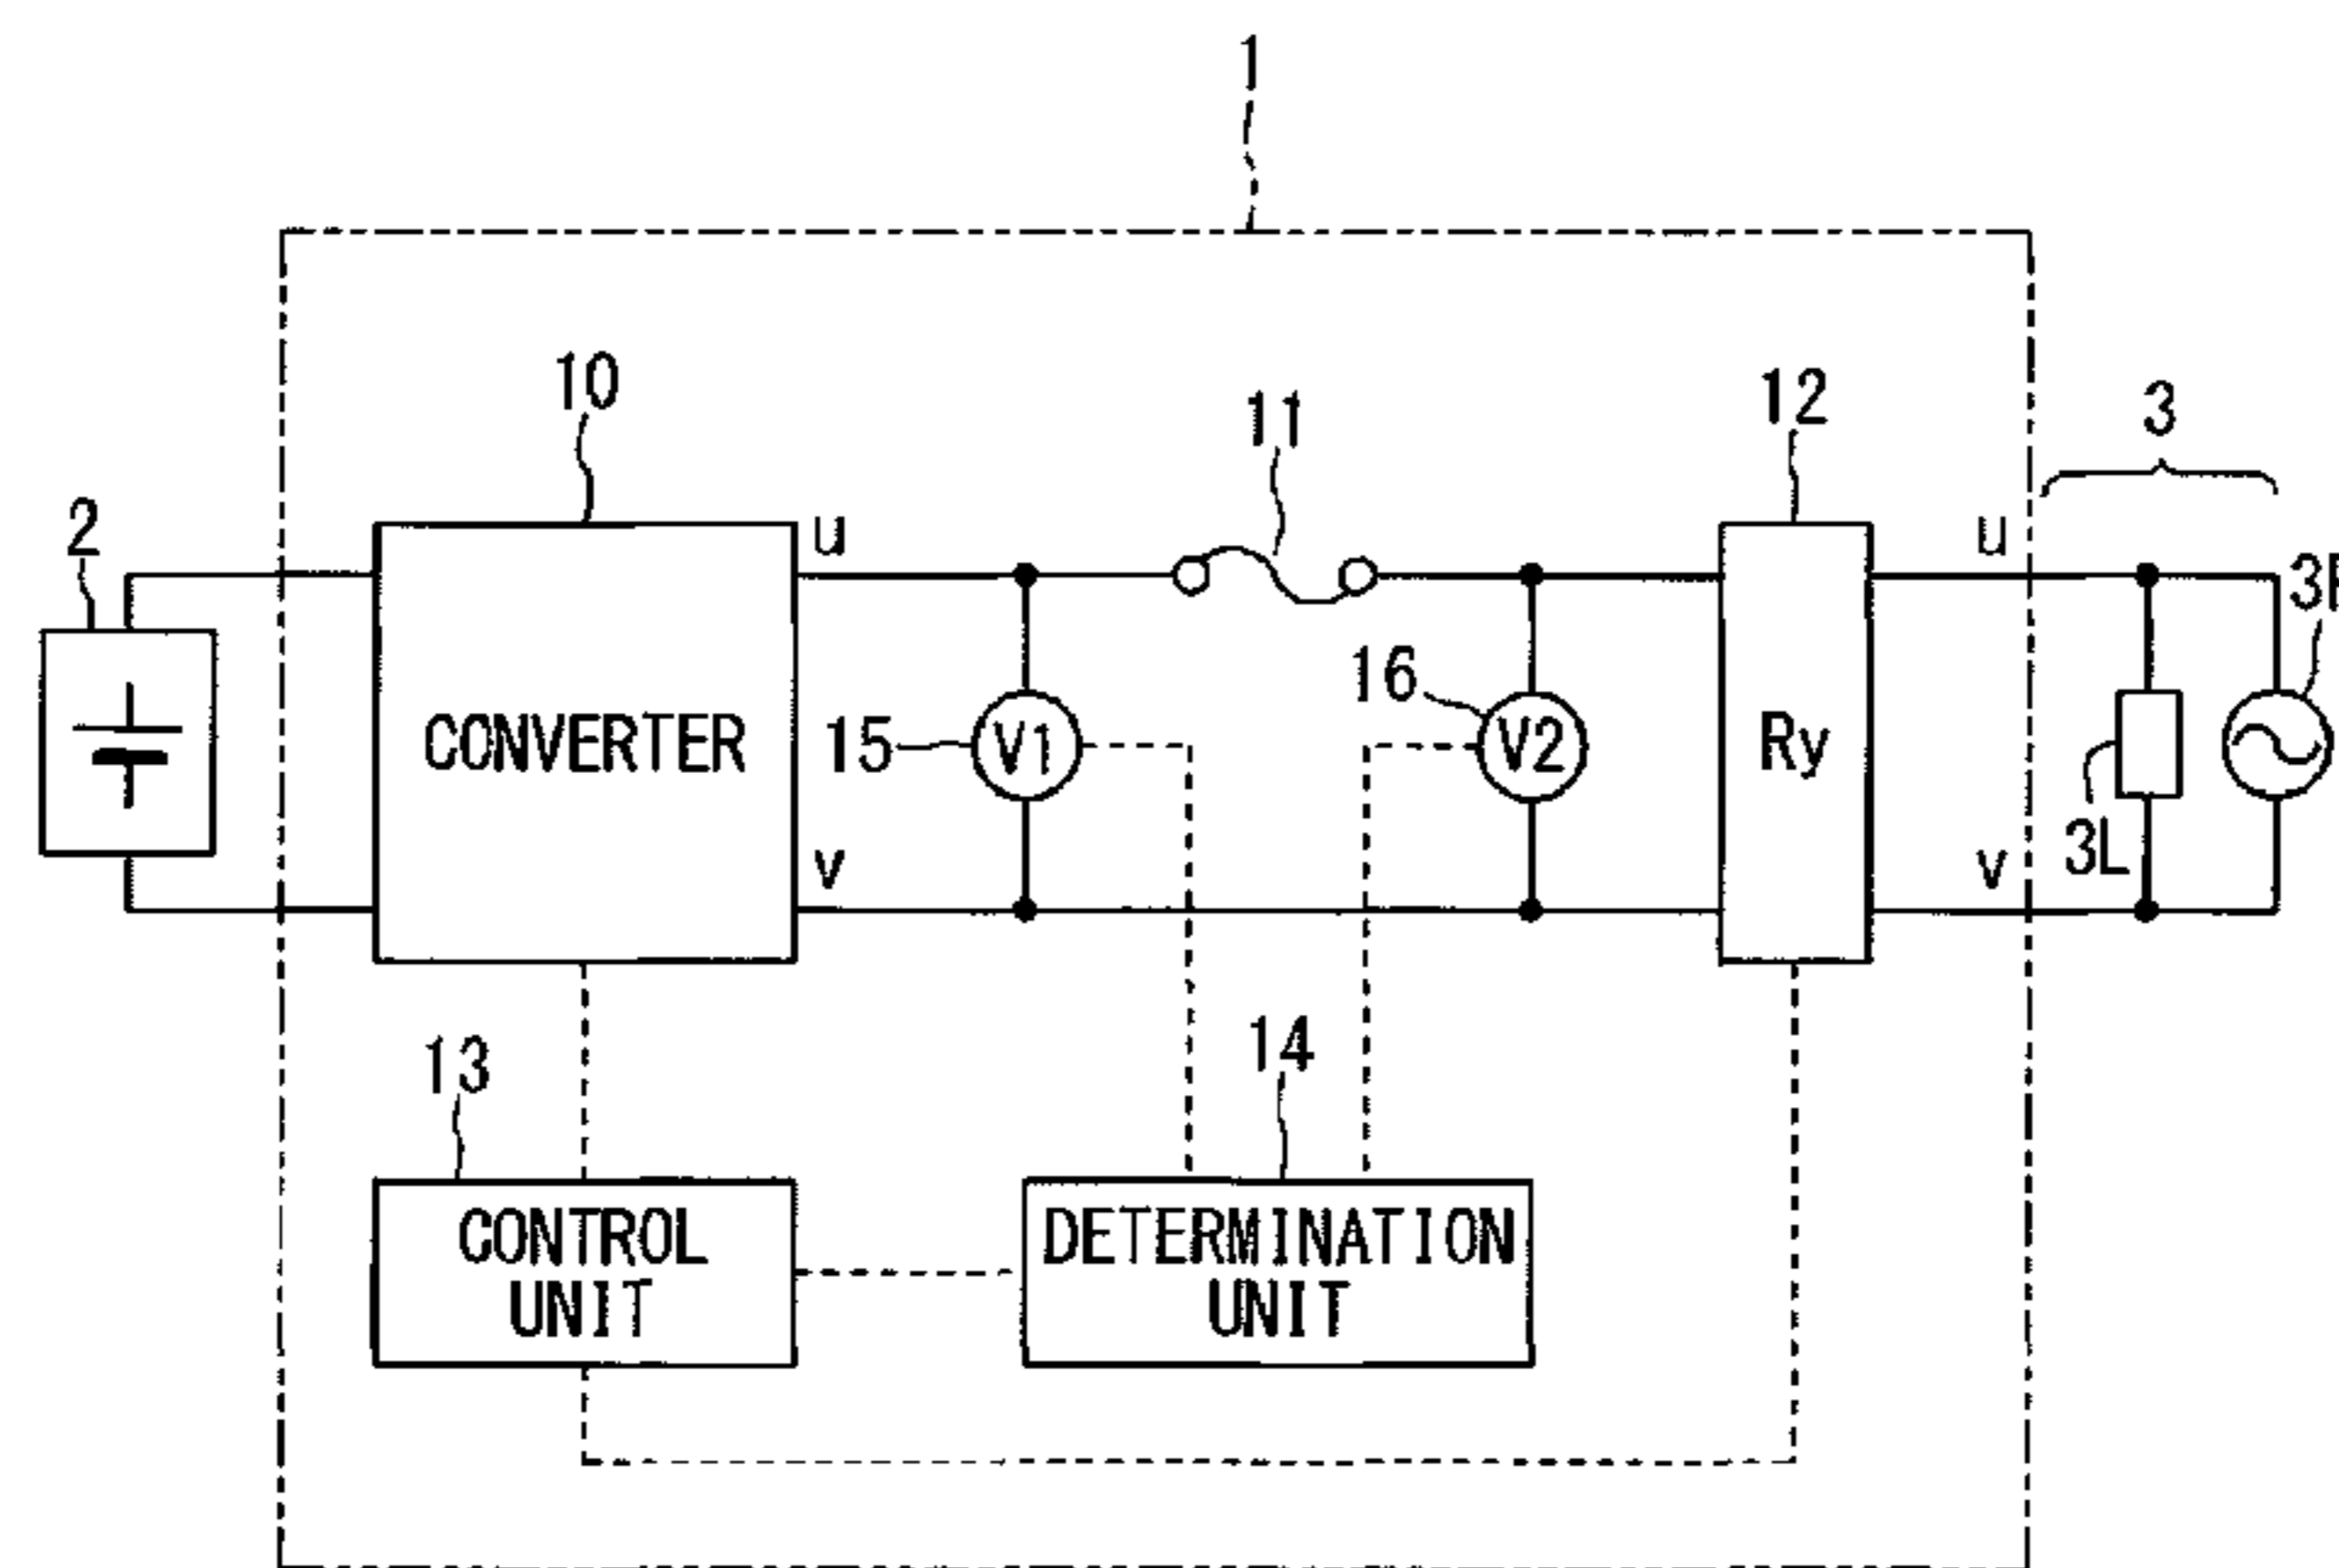 1
10
12
3
11
2
u
u
16
CONVERTER
15
V1
V2
Ry
v
v
3L
13
14
CONTROL
UNIT
DETERMINATION
UNIT